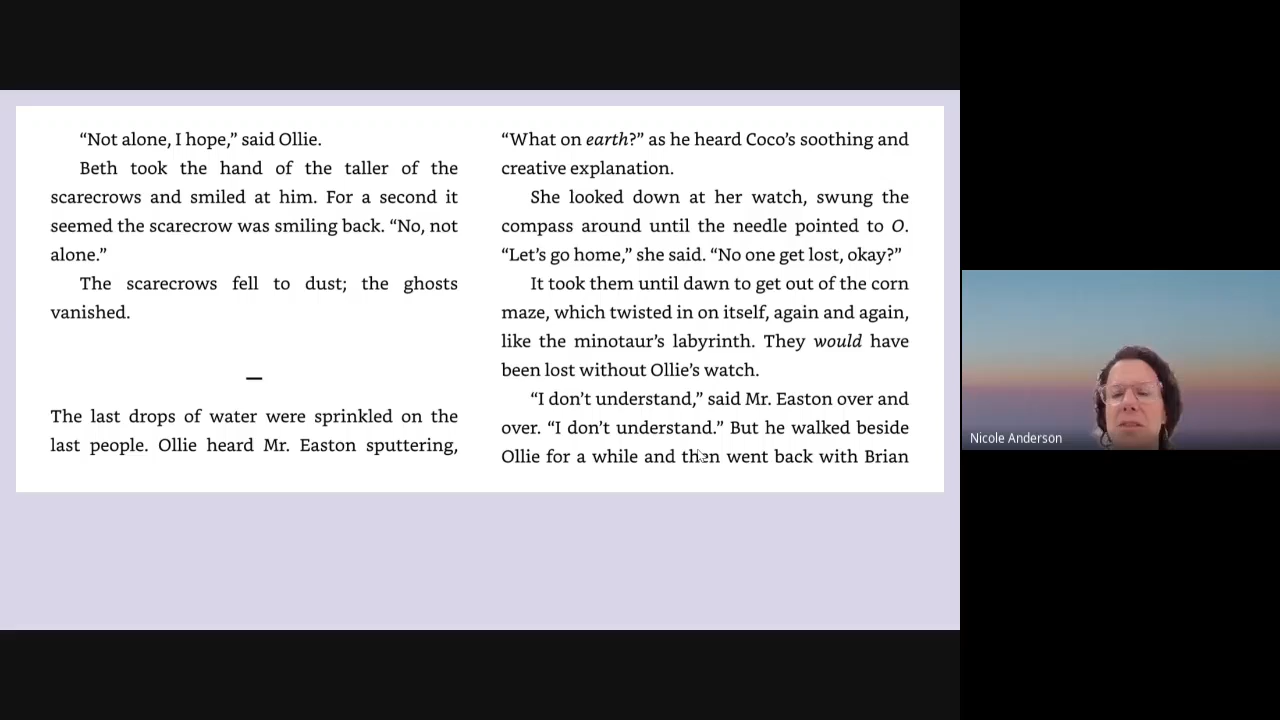 “Not alone, I hope,” said Ollie.
Beth took the hand of the taller of the
scarecrows and smiled at him. For a second it
seemed the scarecrow was smiling back. “No, not
alone.”
The scarecrows fell to dust; the ghosts
vanished.
—
The last drops of water were sprinkled on the
last people. Ollie heard Mr. Easton sputtering,
“What on earth?” as he heard Coco’s soothing and
creative explanation.
She looked down at her watch, swung the
compass around until the needle pointed to O.
“Let’s go home,” she said. “No one get lost, okay?”
It took them until dawn to get out of the corn
maze, which twisted in on itself, again and again,
like the minotaur’s labyrinth. They would have
been lost without Ollie’s watch.
“I don’t understand,” said Mr. Easton over and
over. “I don’t understand.” But he walked beside
Ollie for a while and then went back with Brian
Nicole Anderson